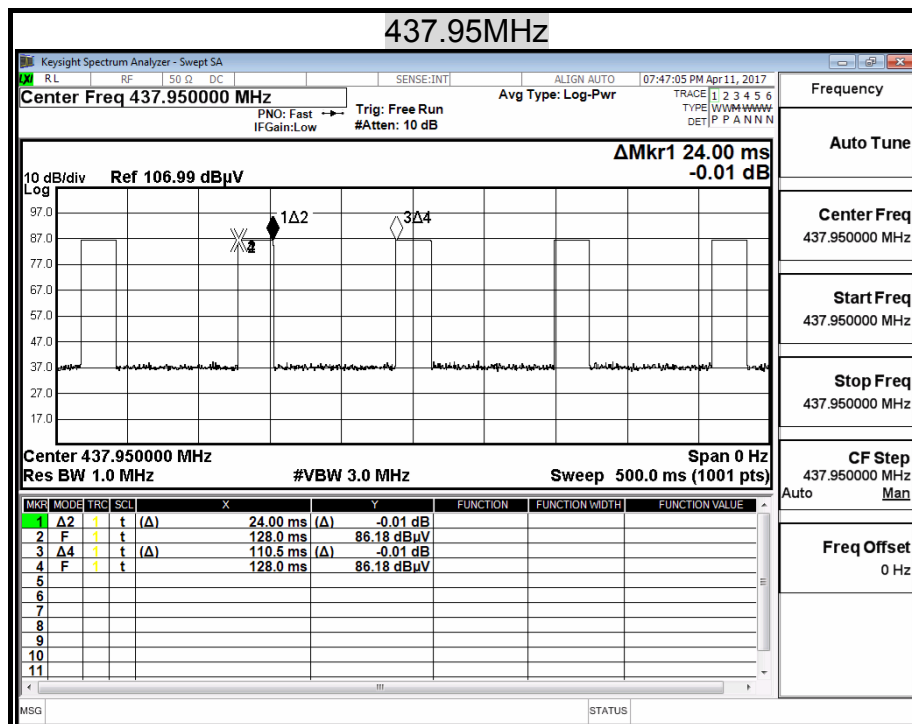 437.95MHz
Keysight Spectrum Analyzer - Swept SA
LXI RL RF 50 Ω DC SENSE:INT ALIGN AUTO 07:47:05 PM Apr 11, 2017
Center Freq 437.950000 MHz
PNO: Fast
IFGain:Low
Trig: Free Run
#Atten: 10 dB
Avg Type: Log-Pwr
TRACE 1 2 3 4 5 6
TYPE WWMWWWW
DET P P A N N N
ΔMkr1 24.00 ms
-0.01 dB
10 dB/div Ref 106.99 dBµV
Log
97.0
87.0
77.0
67.0
57.0
47.0
37.0
27.0
17.0
1Δ2
2
3Δ4
Center 437.950000 MHz Span 0 Hz
Res BW 1.0 MHz #VBW 3.0 MHz Sweep 500.0 ms (1001 pts)
MKR MODE TRC SCL X Y FUNCTION FUNCTION WIDTH FUNCTION VALUE
1 Δ2 1 t (Δ) 24.00 ms (Δ) -0.01 dB
2 F 1 t 128.0 ms 86.18 dBµV
3 Δ4 1 t (Δ) 110.5 ms (Δ) -0.01 dB
4 F 1 t 128.0 ms 86.18 dBµV
5
6
7
8
9
10
11
MSG STATUS
Frequency
Auto Tune
Center Freq
437.950000 MHz
Start Freq
437.950000 MHz
Stop Freq
437.950000 MHz
CF Step
437.950000 MHz
Auto Man
Freq Offset
0 Hz